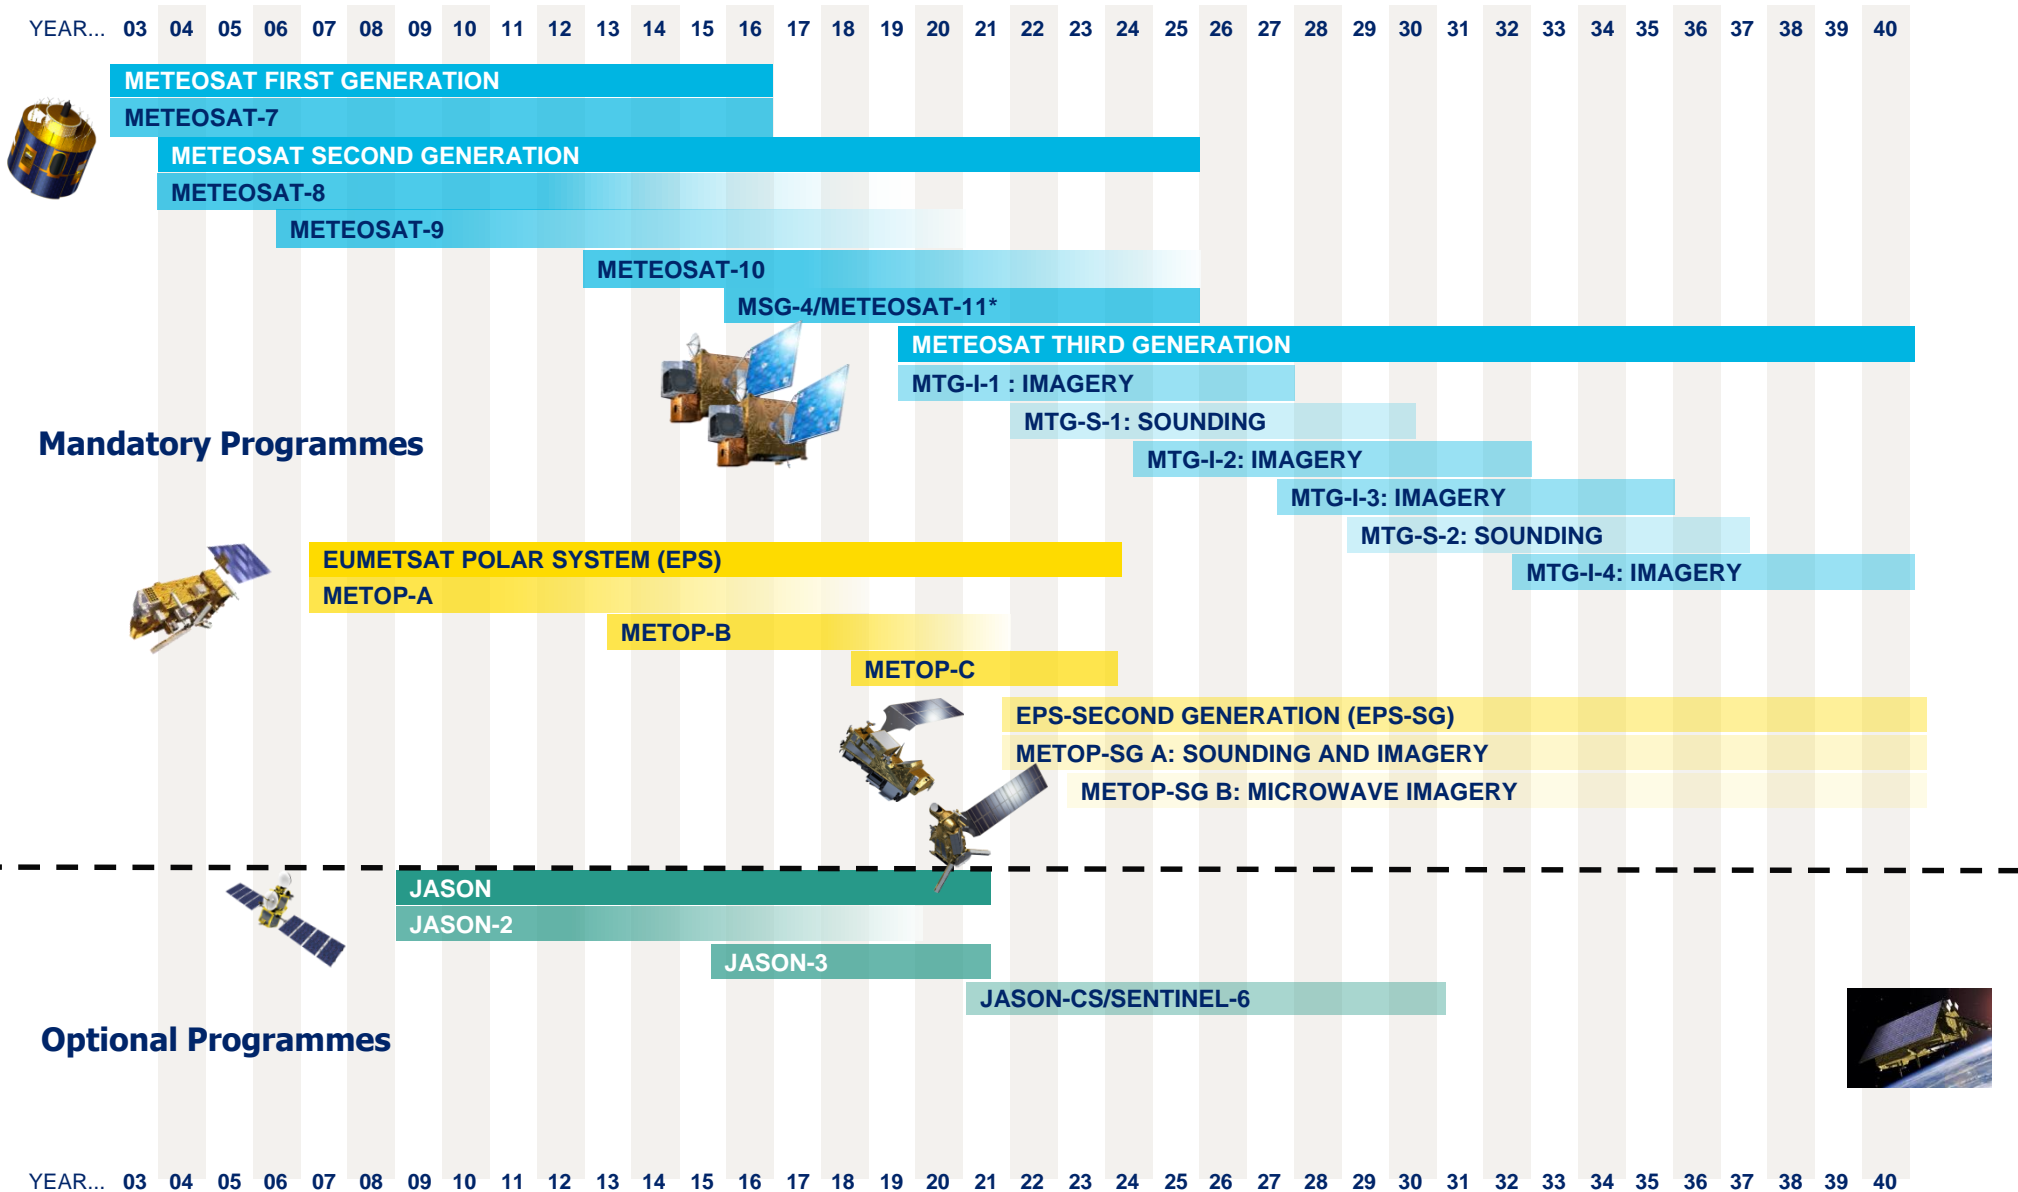 YEAR... 03 04 05 06 07 08 09 10 11 12 13 14 15 16 17 18 19 20 21 22 23 24 25 26 27 28 29 30 31 32 33 34 35 36 37 38 39 40
METEOSAT FIRST GENERATION
METEOSAT-7
METEOSAT SECOND GENERATION
METEOSAT-8
METEOSAT-9
METEOSAT-10
MSG-4/METEOSAT-11*
METEOSAT THIRD GENERATION
MTG-I-1 : IMAGERY
MTG-S-1: SOUNDING
Mandatory Programmes
MTG-I-2: IMAGERY
MTG-I-3: IMAGERY
MTG-S-2: SOUNDING
EUMETSAT POLAR SYSTEM (EPS)
MTG-I-4: IMAGERY
METOP-A
METOP-B
METOP-C
EPS-SECOND GENERATION (EPS-SG)
METOP-SG A: SOUNDING AND IMAGERY
METOP-SG B: MICROWAVE IMAGERY
JASON
JASON-2
JASON-3
JASON-CS/SENTINEL-6
Optional Programmes
YEAR... 03 04 05 06 07 08 09 10 11 12 13 14 15 16 17 18 19 20 21 22 23 24 25 26 27 28 29 30 31 32 33 34 35 36 37 38 39 40